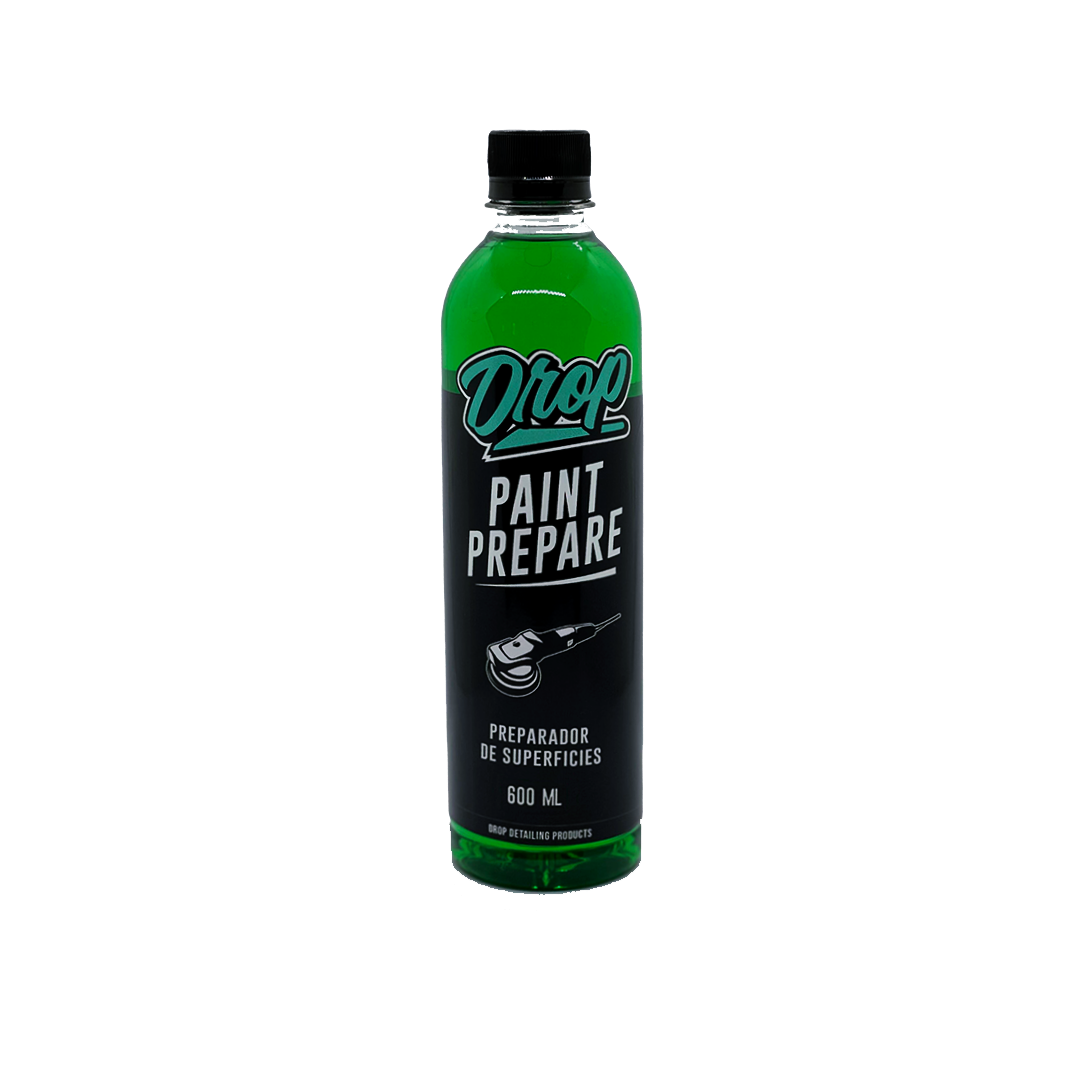 Drop
PAINT
PREPARE
PREPARADOR
DE SUPERFICIES
600 ML
DROP DETAILING PRODUCTS